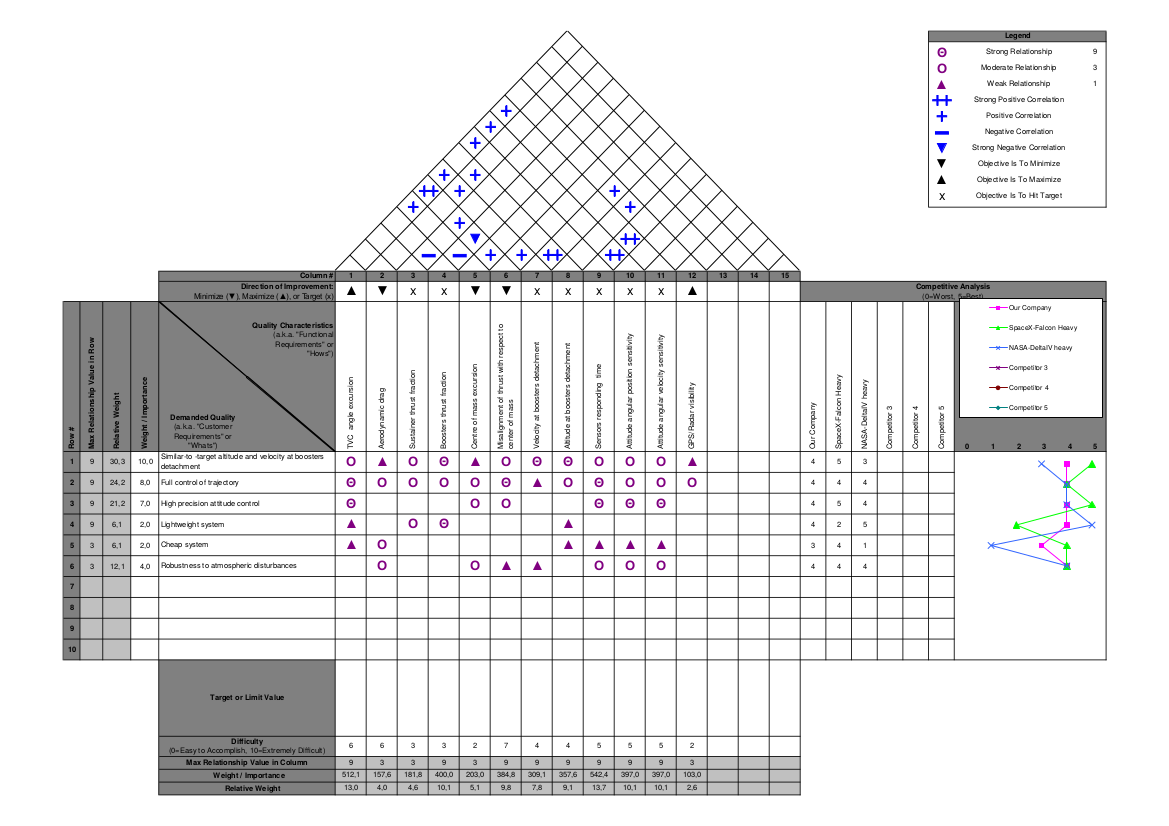 Legend
Strong Relationship 9
Moderate Relationship 3
Weak Relationship 1
Strong Positive Correlation
Positive Correlation
Negative Correlation
Strong Negative Correlation
Objective Is To Minimize
Objective Is To Maximize
X Objective Is To Hit Target
Column # 1 2 3 4 5 6 7 8 9 10 11 12 13 14 15
Direction of Improvement:
Minimize (▼), Maximize (▲), or Target (x)
▲ ▼ X X ▼ ▼ X X X X X ▲
Competitive Analysis
(0=Worst, 5=Best)
Row #
Max Relationship Value in Row
Relative Weight
Weight / Importance
Quality Characteristics
(a.k.a. "Functional
Requirements" or
"Hows")
Demanded Quality
(a.k.a. "Customer
Requirements" or
"Whats")
TVC angle excursion
Aerodynamic drag
Sustainer thrust fraction
Boosters thrust fraction
Centre of mass excursion
Misalignment of thrust with respect to
center of mass
Velocity at boosters detachment
Altitude at boosters detachment
Sensors responding time
Attitude angular position sensitivity
Attitude angular velocity sensitivity
GPS/Radar visibility
Our Company
SpaceX-Falcon Heavy
NASA-DeltaIV heavy
Competitor 3
Competitor 4
Competitor 5
Our Company
SpaceX-Falcon Heavy
NASA-DeltaIV heavy
Competitor 3
Competitor 4
Competitor 5
0 1 2 3 4 5
1 9 30,3 10,0 Similar-to -target altitude and velocity at boosters
detachment
Θ ▲ Ο Θ ▲ Ο Θ Θ Ο Ο Ο ▲ 4 5 3
2 9 24,2 8,0 Full control of trajectory Θ Ο Ο Ο Ο Θ ▲ Ο Θ Ο Ο Ο 4 4 4
3 9 21,2 7,0 High precision attitude control Θ Ο Ο Θ Θ Θ 4 5 4
4 9 6,1 2,0 Lightweight system ▲ Ο Θ ▲ 4 2 5
5 3 6,1 2,0 Cheap system ▲ Ο ▲ ▲ ▲ ▲ 3 4 1
6 3 12,1 4,0 Robustness to atmospheric disturbances Ο Ο ▲ ▲ Ο Ο Ο 4 4 4
7
8
9
10
Target or Limit Value
Difficulty
(0=Easy to Accomplish, 10=Extremely Difficult)
6 6 3 3 2 7 4 4 5 5 5 2
Max Relationship Value in Column 9 3 3 9 3 9 9 9 9 9 9 3
Weight / Importance 512,1 157,6 181,8 400,0 203,0 384,8 309,1 357,6 542,4 397,0 397,0 103,0
Relative Weight 13,0 4,0 4,6 10,1 5,1 9,8 7,8 9,1 13,7 10,1 10,1 2,6